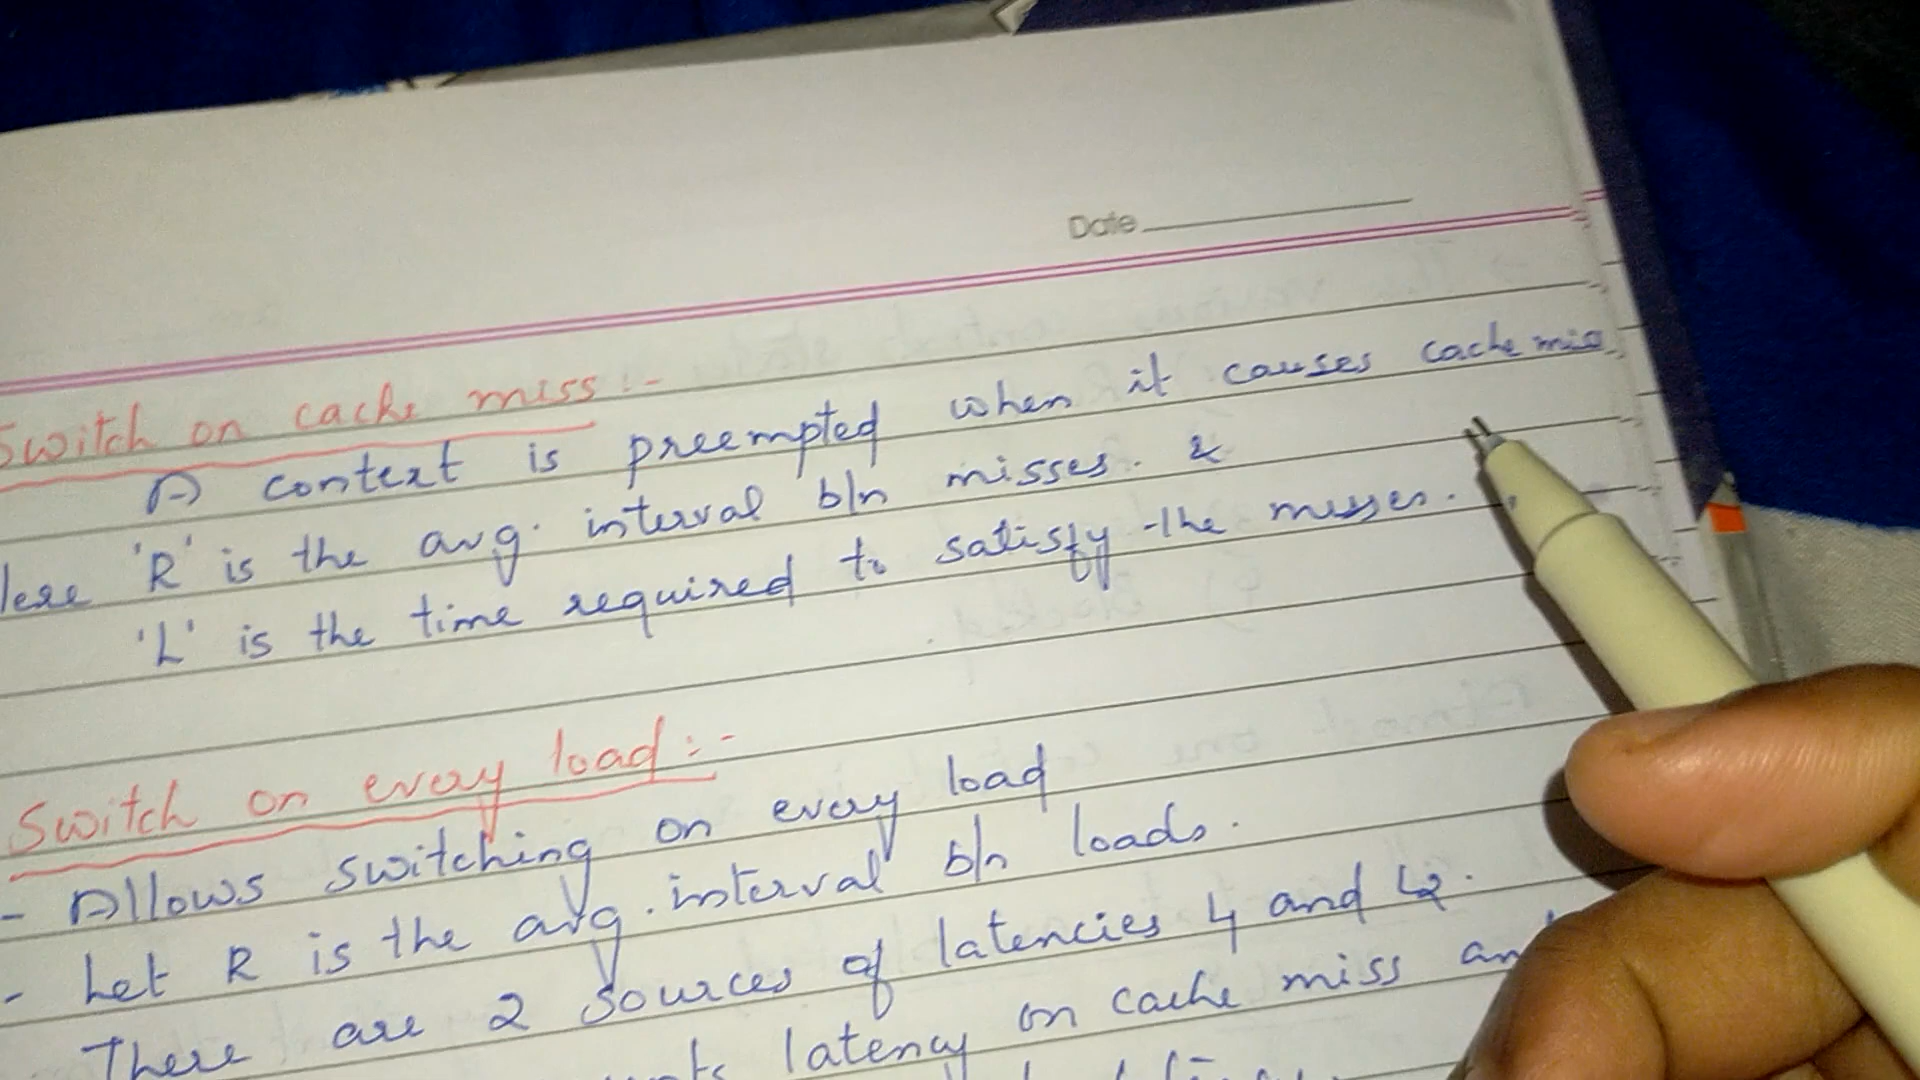 Date
Switch on cache miss :-
A context is preempted when it causes cache miss
'R' is the avg. interval b/n misses. &
'L' is the time required to satisfy the misses.
Switch on every load :-
- Allows switching on every load
- Let R is the avg. interval b/n loads.
There are 2 sources of latencies L1 and L2.
latency on cache miss